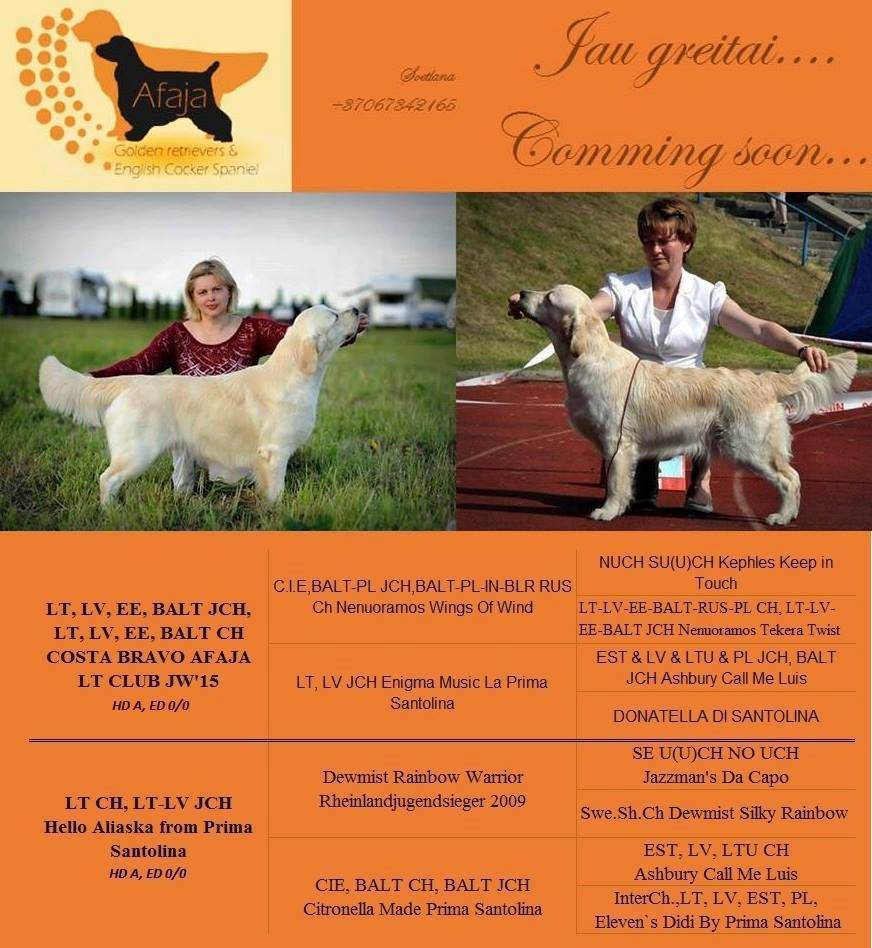 Afaja
Golden retrievers &
English Cocker Spaniel
Svetlana
+37067342165
Jau greitai....
Comming soon...
LT, LV, EE, BALT JCH,
LT, LV, EE, BALT CH
COSTA BRAVO AFAJA
LT CLUB JW'15
HD A, ED 0/0
C.I.E,BALT-PL JCH,BALT-PL-IN-BLR RUS
Ch Nenuoramos Wings Of Wind
NUCH SU(U)CH Kephles Keep in
Touch
LT-LV-EE-BALT-RUS-PL CH, LT-LV-
EE-BALT JCH Nenuoramos Tekera Twist
LT, LV JCH Enigma Music La Prima
Santolina
EST & LV & LTU & PL JCH, BALT
JCH Ashbury Call Me Luis
DONATELLA DI SANTOLINA
LT CH, LT-LV JCH
Hello Aliaska from Prima
Santolina
HD A, ED 0/0
Dewmist Rainbow Warrior
Rheinlandjugendsieger 2009
SE U(U)CH NO UCH
Jazzman's Da Capo
Swe.Sh.Ch Dewmist Silky Rainbow
CIE, BALT CH, BALT JCH
Citronella Made Prima Santolina
EST, LV, LTU CH
Ashbury Call Me Luis
InterCh.,LT, LV, EST, PL,
Eleven`s Didi By Prima Santolina